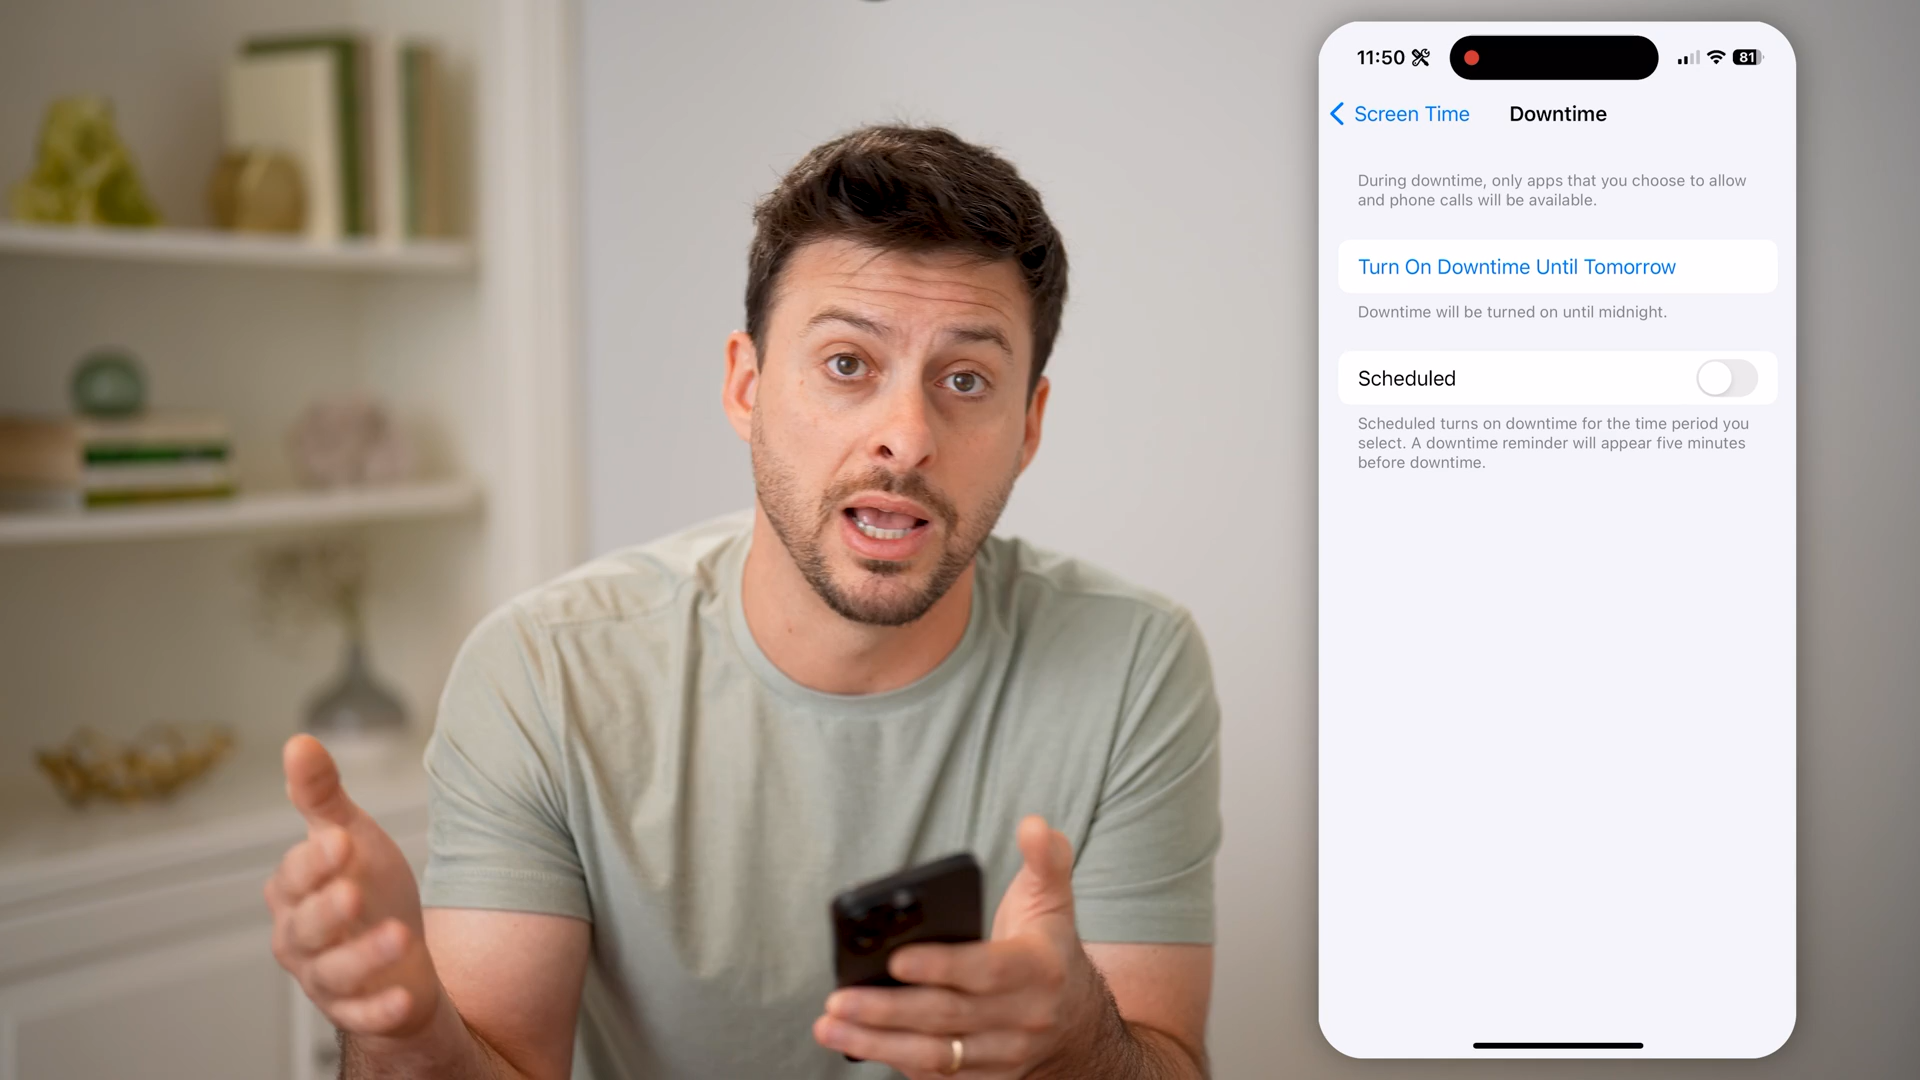 11:50
81
Screen Time
Downtime
During downtime, only apps that you choose to allow
and phone calls will be available.
Turn On Downtime Until Tomorrow
Downtime will be turned on until midnight.
Scheduled
Scheduled turns on downtime for the time period you
select. A downtime reminder will appear five minutes
before downtime.